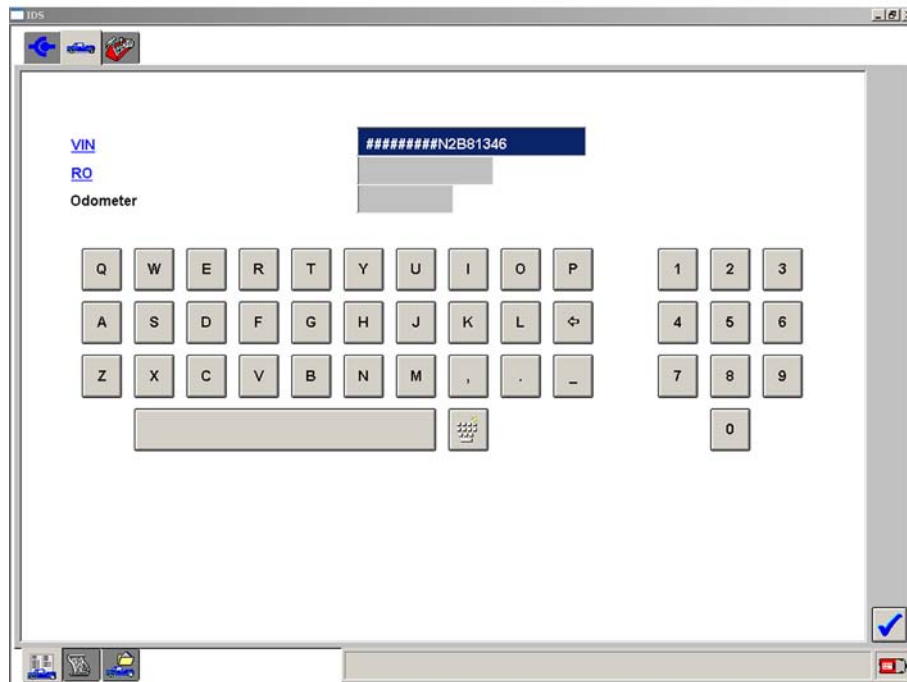 IDS
VIN #########N2B81346
RO
Odometer
Q W E R T Y U I O P 1 2 3
A S D F G H J K L 4 5 6
Z X C V B N M , . _ 7 8 9
0